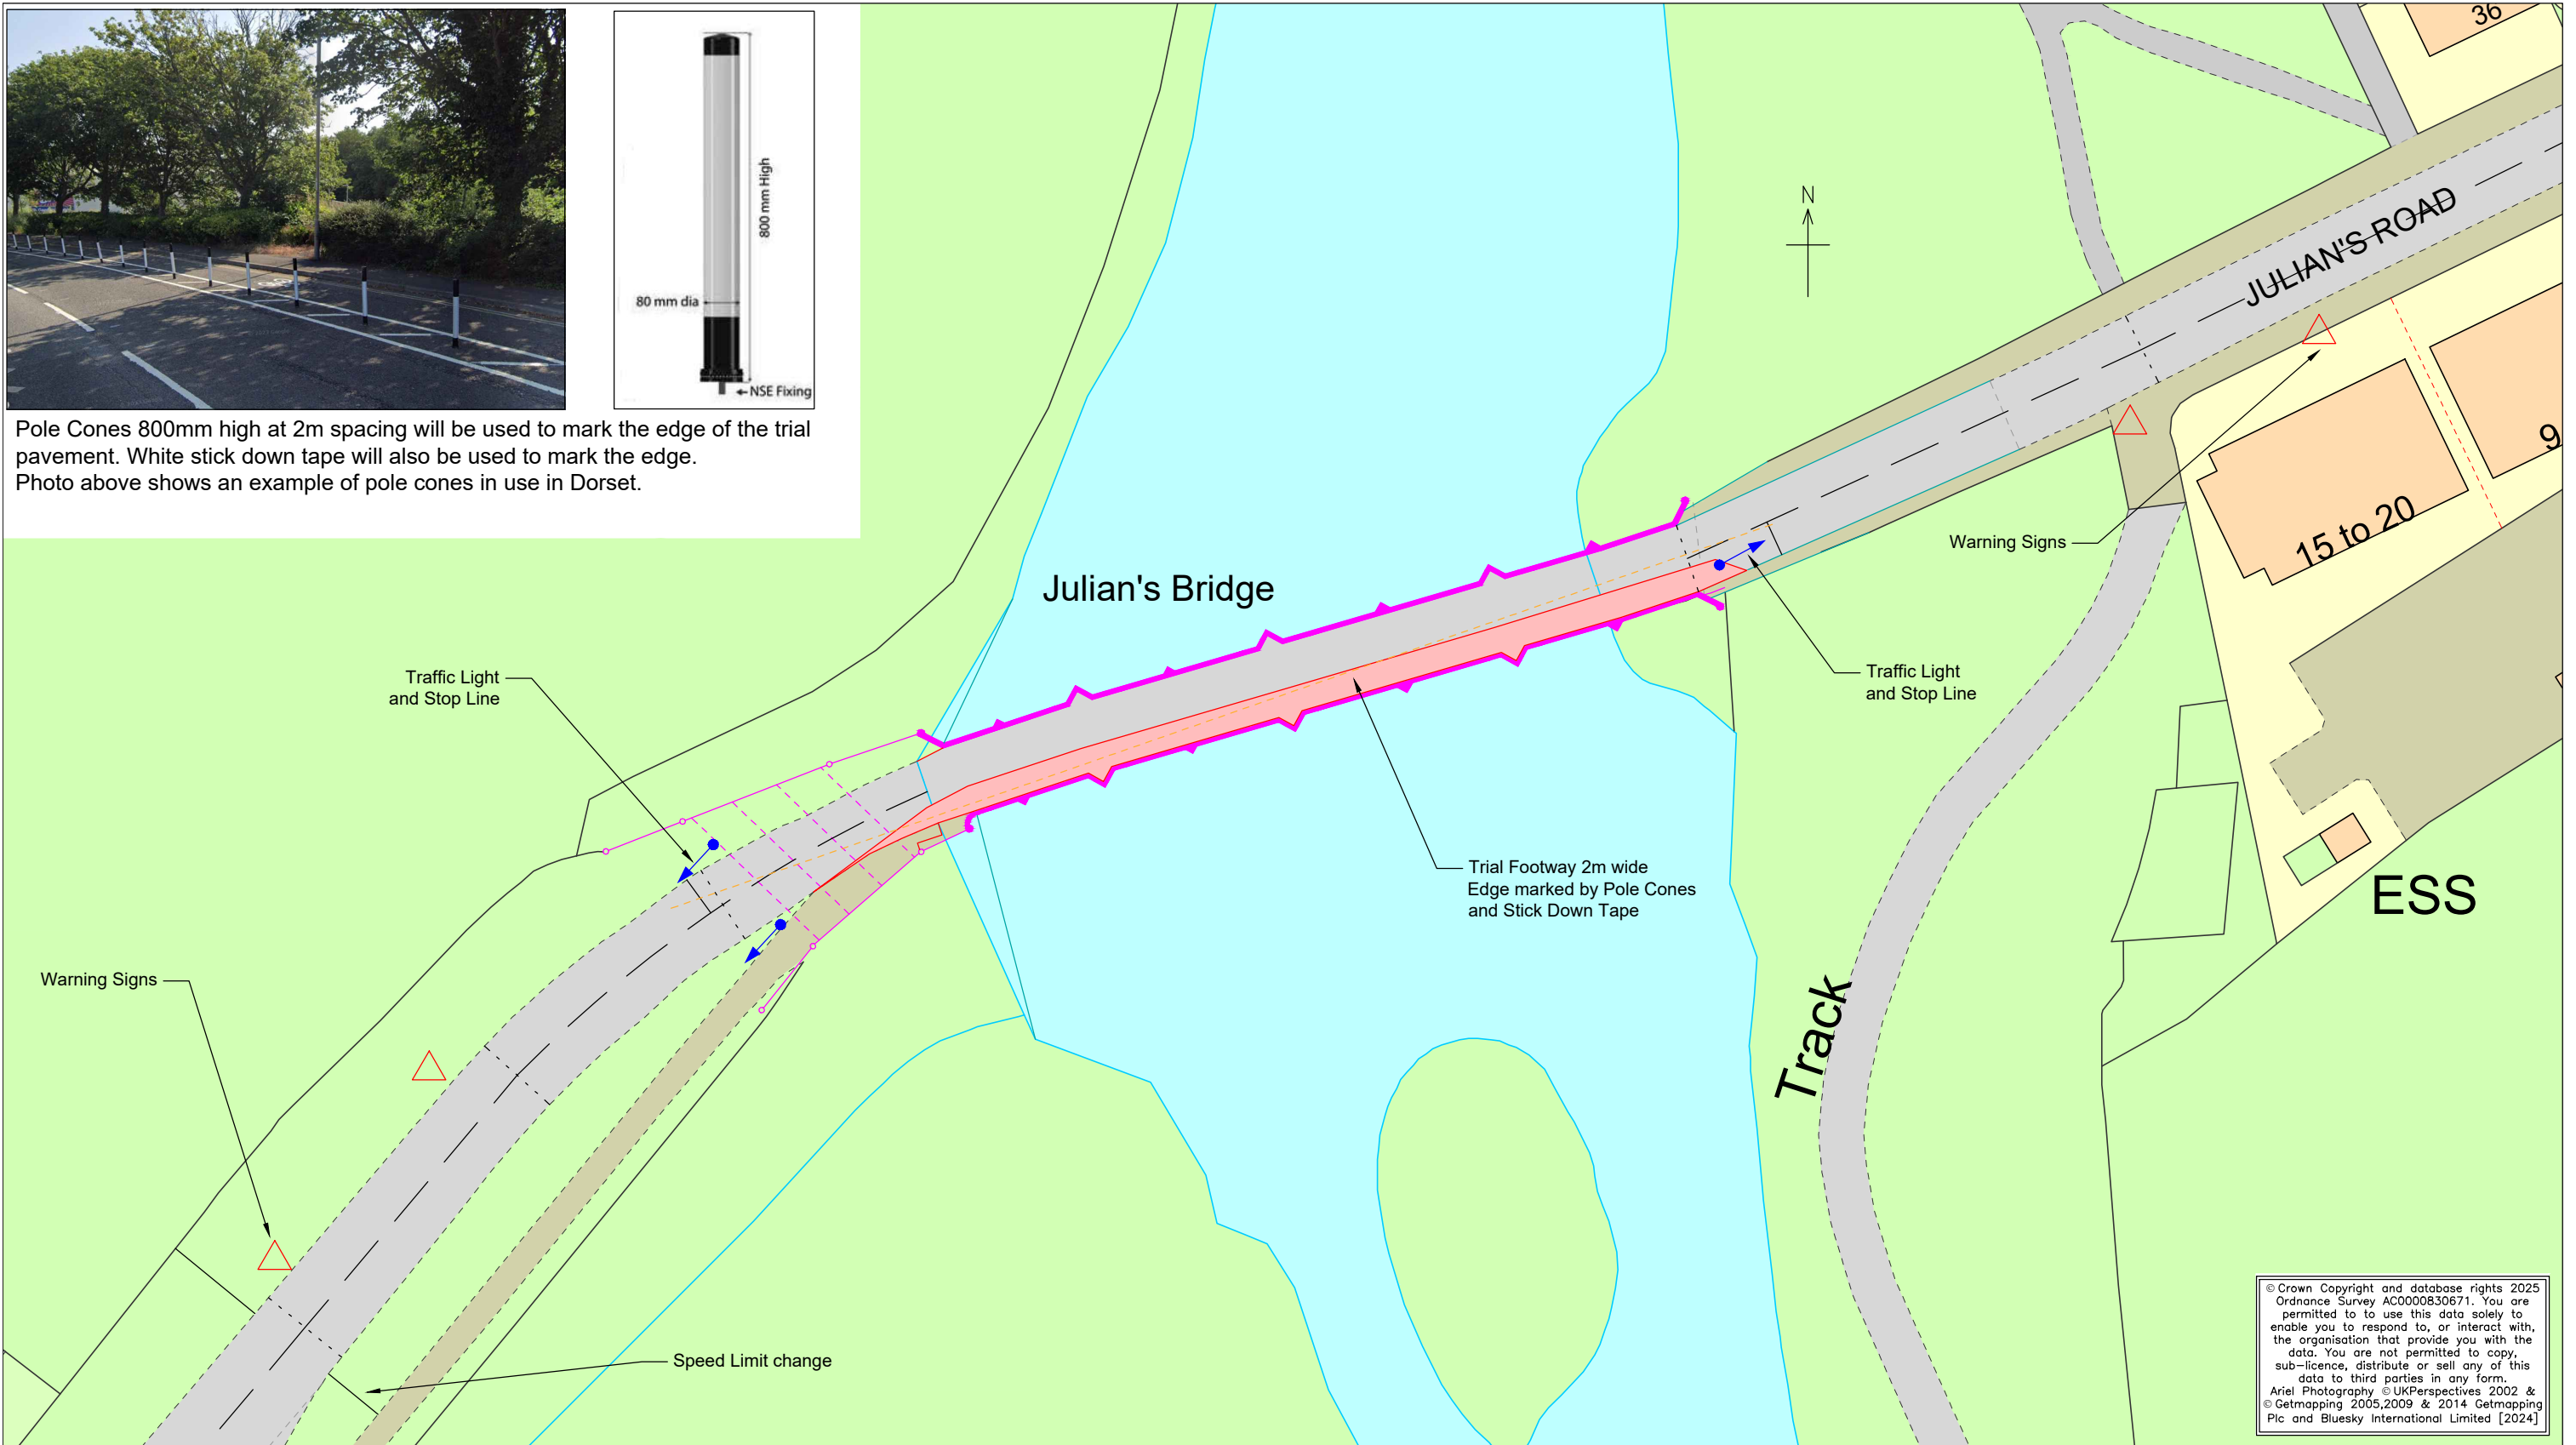 800 mm High
80 mm dia
NSE Fixing
Pole Cones 800mm high at 2m spacing will be used to mark the edge of the trial
pavement. White stick down tape will also be used to mark the edge.
Photo above shows an example of pole cones in use in Dorset.
36
N
JULIAN'S ROAD
9
15 to 20
Warning Signs
Julian's Bridge
Traffic Light
and Stop Line
Traffic Light
and Stop Line
Trial Footway 2m wide
Edge marked by Pole Cones
and Stick Down Tape
ESS
Warning Signs
Track
Speed Limit change
© Crown Copyright and database rights 2025
Ordnance Survey AC0000830671. You are
permitted to to use this data solely to
enable you to respond to, or interact with,
the organisation that provide you with the
data. You are not permitted to copy,
sub-licence, distribute or sell any of this
data to third parties in any form.
Ariel Photography © UKPerspectives 2002 &
© Getmapping 2005,2009 & 2014 Getmapping
Plc and Bluesky International Limited [2024]